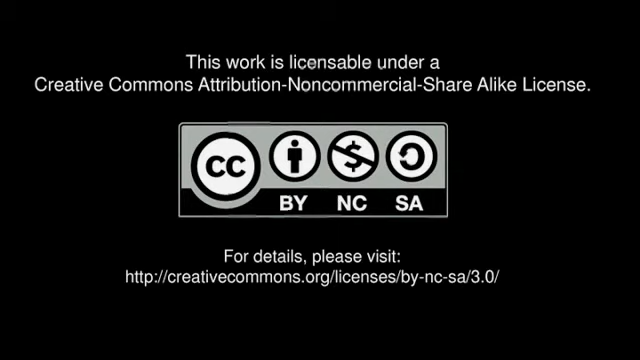 This work is licensable under a
Creative Commons Attribution-Noncommercial-Share Alike License.
CC
BY NC SA
For details, please visit:
http://creativecommons.org/licenses/by-nc-sa/3.0/